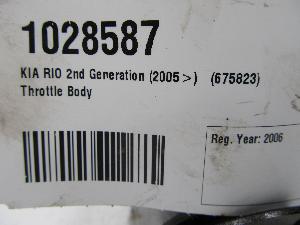 1028587
KIA RIO 2nd Generation (2005>) (675823)
Throttle Body
Reg. Year: 2006